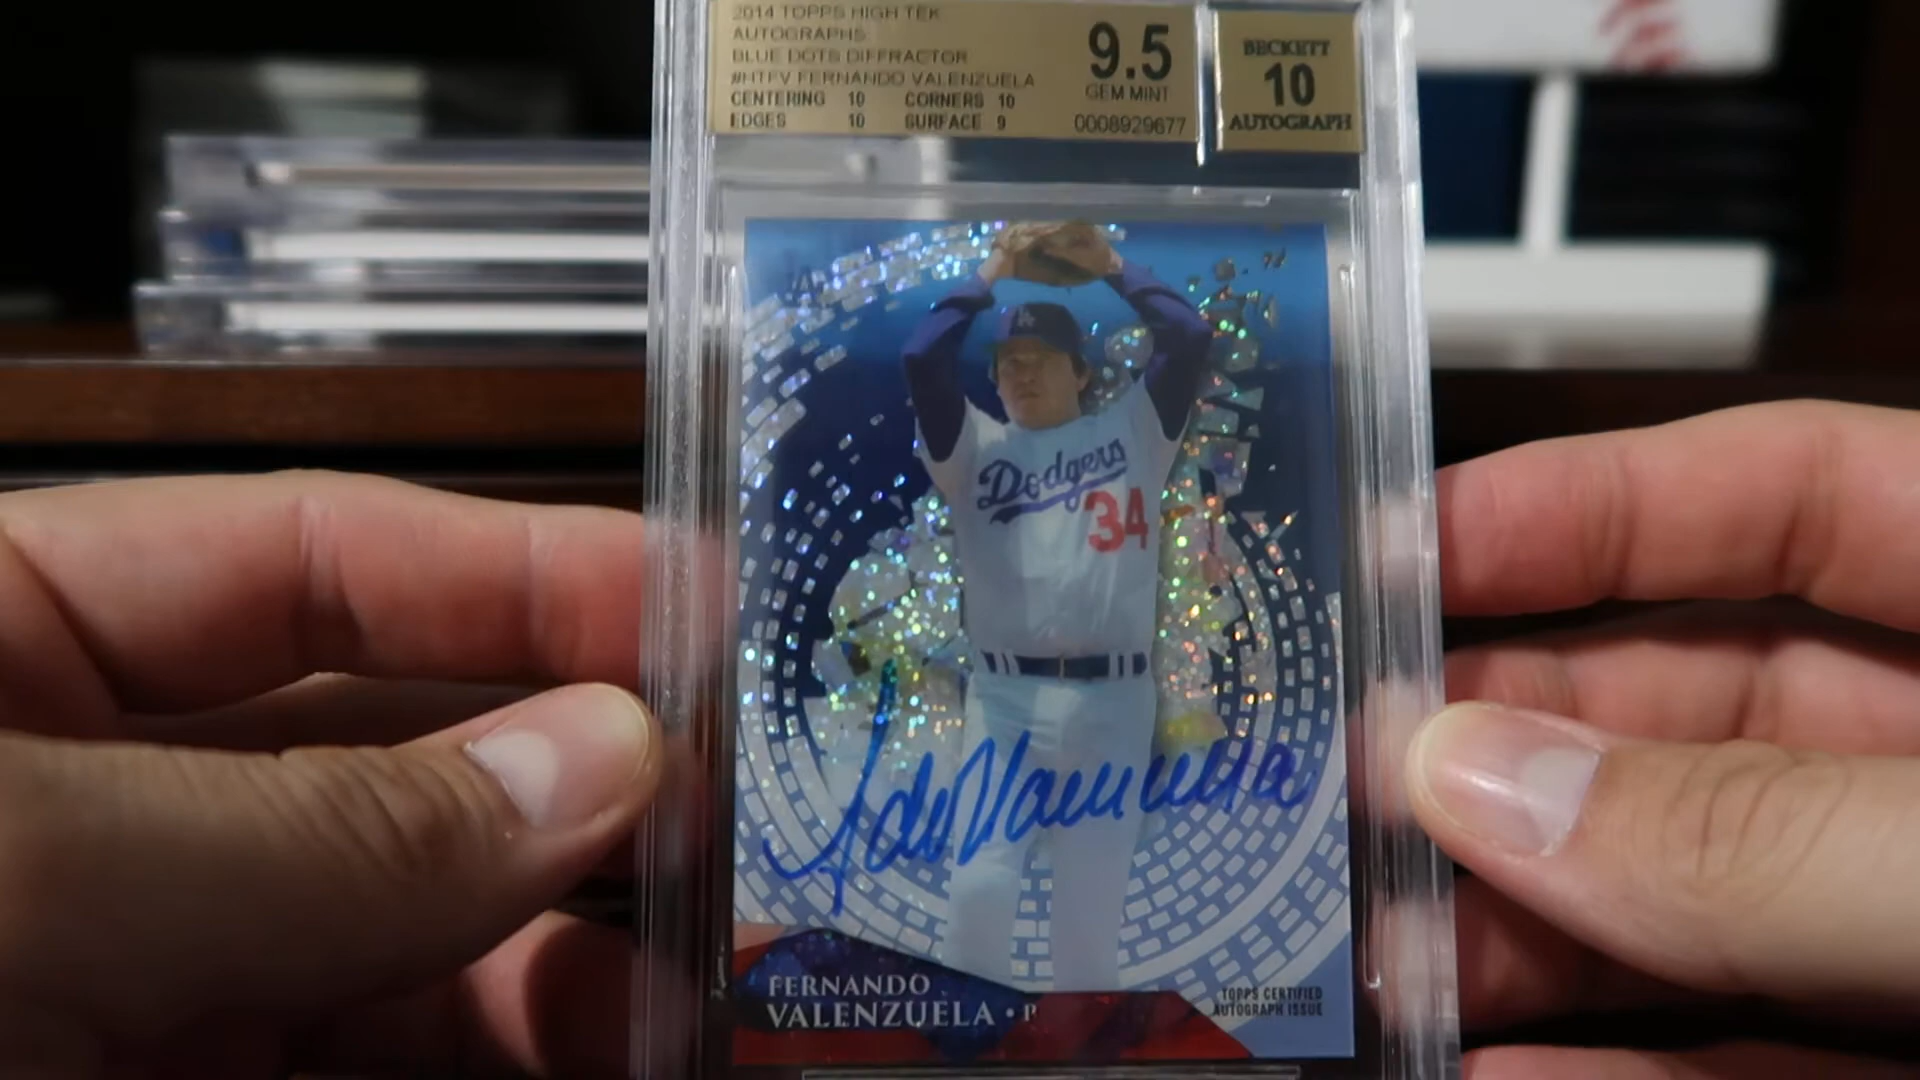 2014 TOPPS HIGH TEK
AUTOGRAPHS
BLUE DOTS DIFFRACTOR
#HTFV FERNANDO VALENZUELA
CENTERING 10 CORNERS 10
EDGES 10 SURFACE 9
9.5
GEM MINT
0008929677
BECKETT
10
AUTOGRAPH
LA
Dodgers
34
FERNANDO
VALENZUELA • P
TOPPS CERTIFIED
AUTOGRAPH ISSUE